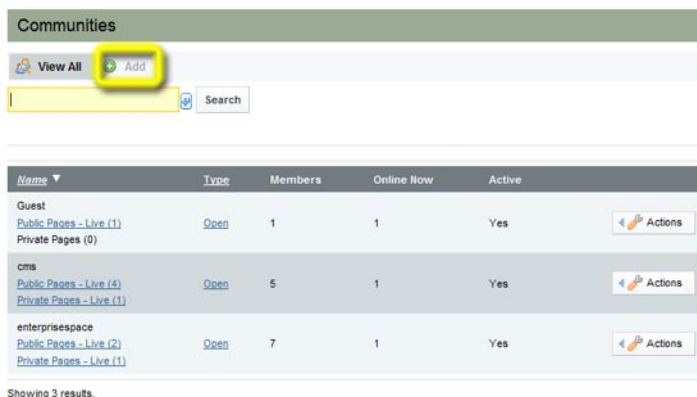 Communities
View All Add
Search
Name ▼ Type Members Online Now Active
Guest
Public Pages - Live (1) Open 1 1 Yes Actions
Private Pages (0)
cms
Public Pages - Live (4) Open 5 1 Yes Actions
Private Pages - Live (1)
enterprisespace
Public Pages - Live (2) Open 7 1 Yes Actions
Private Pages - Live (1)
Showing 3 results.